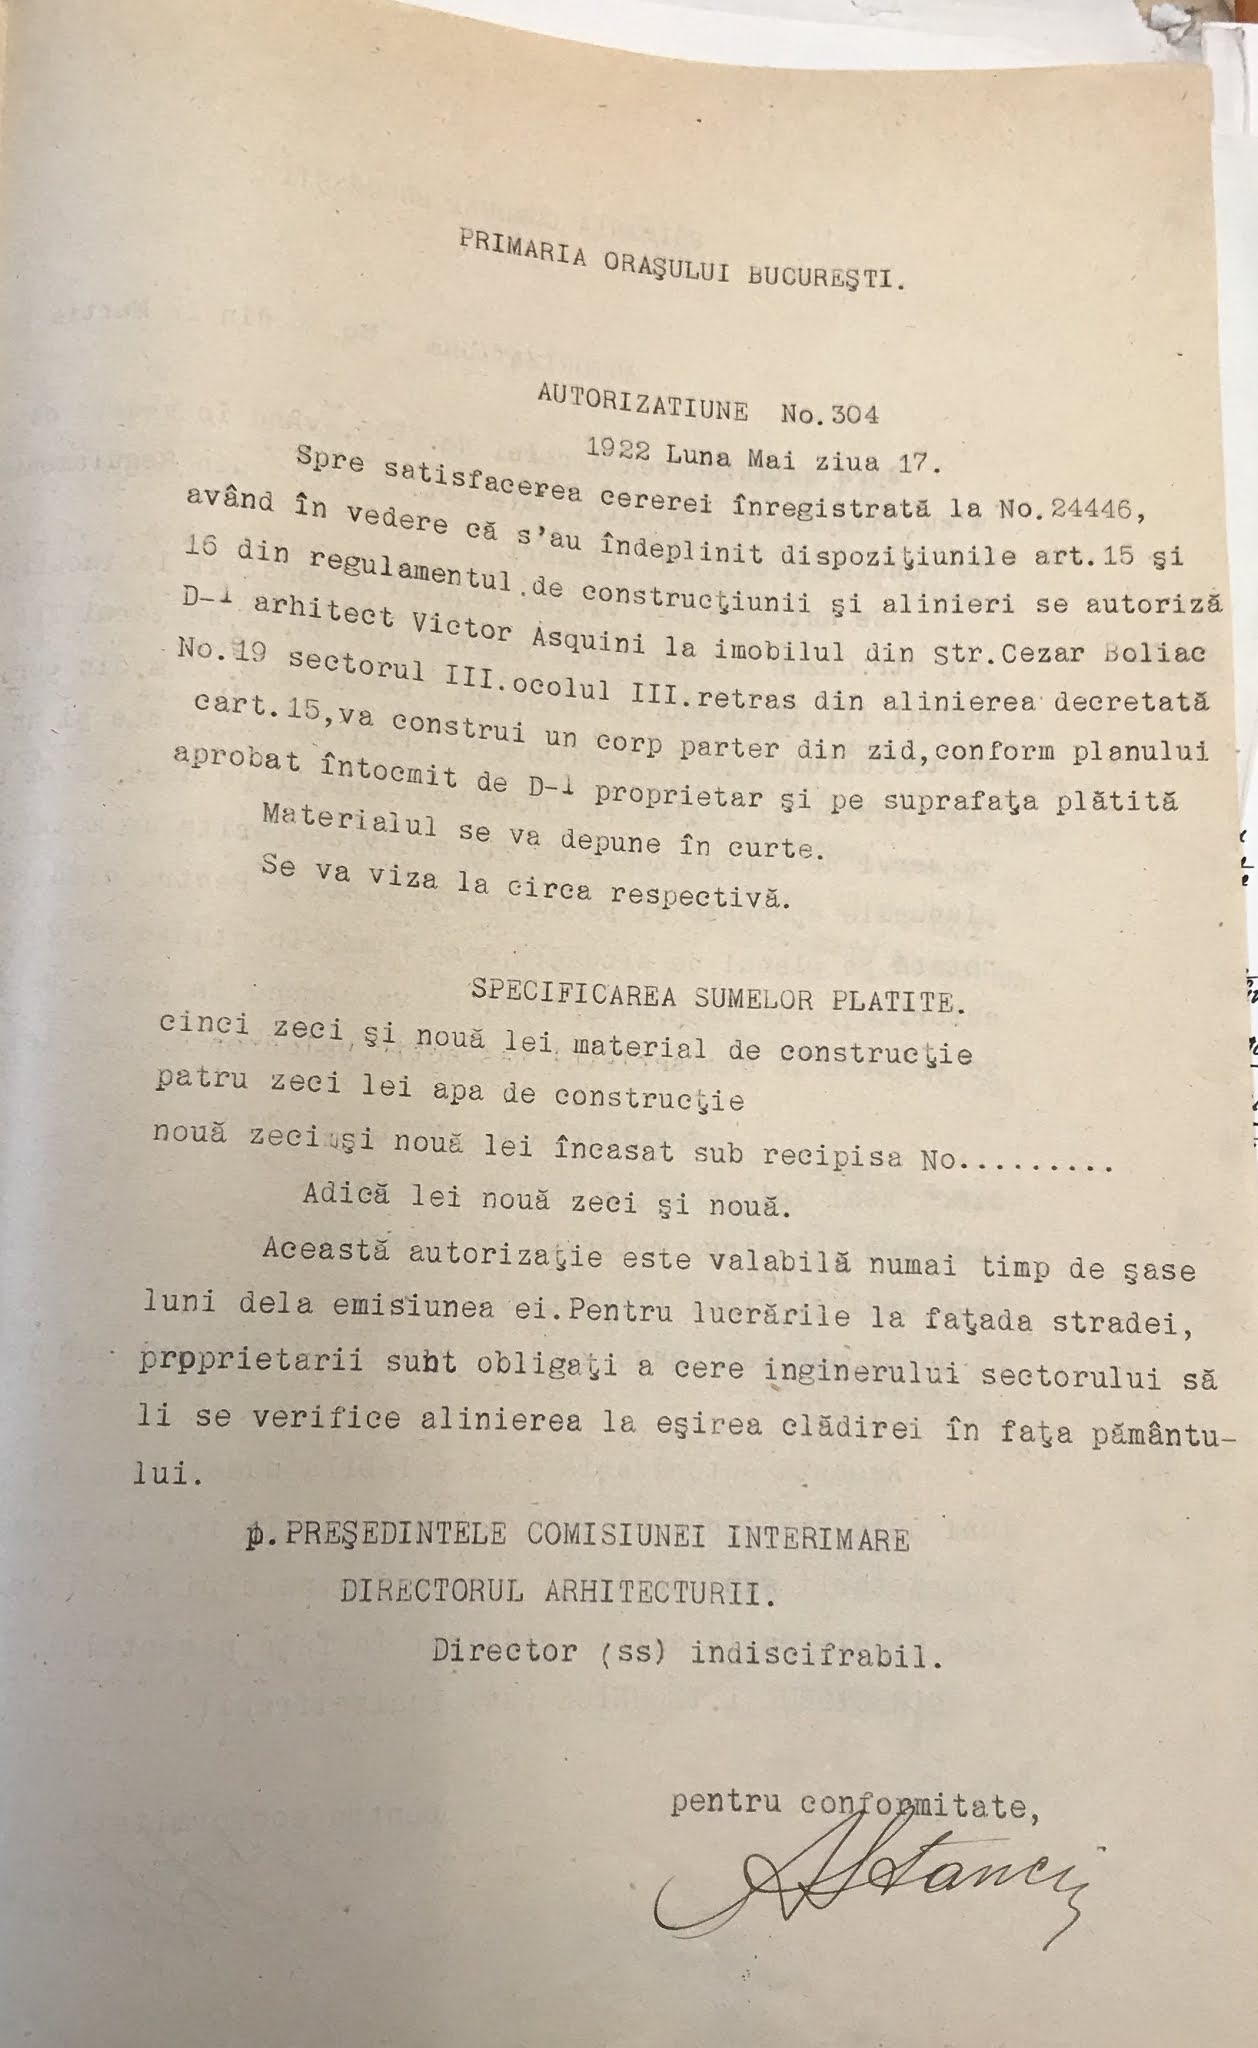 PRIMARIA ORAŞULUI BUCUREŞTI.
AUTORIZATIUNE No.304
1922 Luna Mai ziua 17.
Spre satisfacerea cererei înregistrată la No.24446,
având în vedere că s'au îndeplinit dispoziţiunile art.15 şi
16 din regulamentul de construcţiunii şi alinieri se autoriză
D-l arhitect Victor Asquini la imobilul din str.Cezar Boliac
No.19 sectorul III.ocolul III.retras din alinierea decretată
cart.15,va construi un corp parter din zid,conform planului
aprobat întocmit de D-l proprietar şi pe suprafaţa plătită
Materialul se va depune în curte.
Se va viza la circa respectivă.
SPECIFICAREA SUMELOR PLATITE.
cinci zeci şi nouă lei material de construcţie
patru zeci lei apa de construcţie
nouă zeci şi nouă lei încasat sub recipisa No.........
Adică lei nouă zeci şi nouă.
Această autorizaţie este valabilă numai timp de şase
luni dela emisiunea ei.Pentru lucrările la faţada stradei,
prpprietarii sunt obligaţi a cere inginerului sectorului să
li se verifice alinierea la eşirea clădirei în faţa pământu-
lui.
p.PREŞEDINTELE COMISIUNEI INTERIMARE
DIRECTORUL ARHITECTURII.
Director (ss) indiscifrabil.
pentru conformitate,